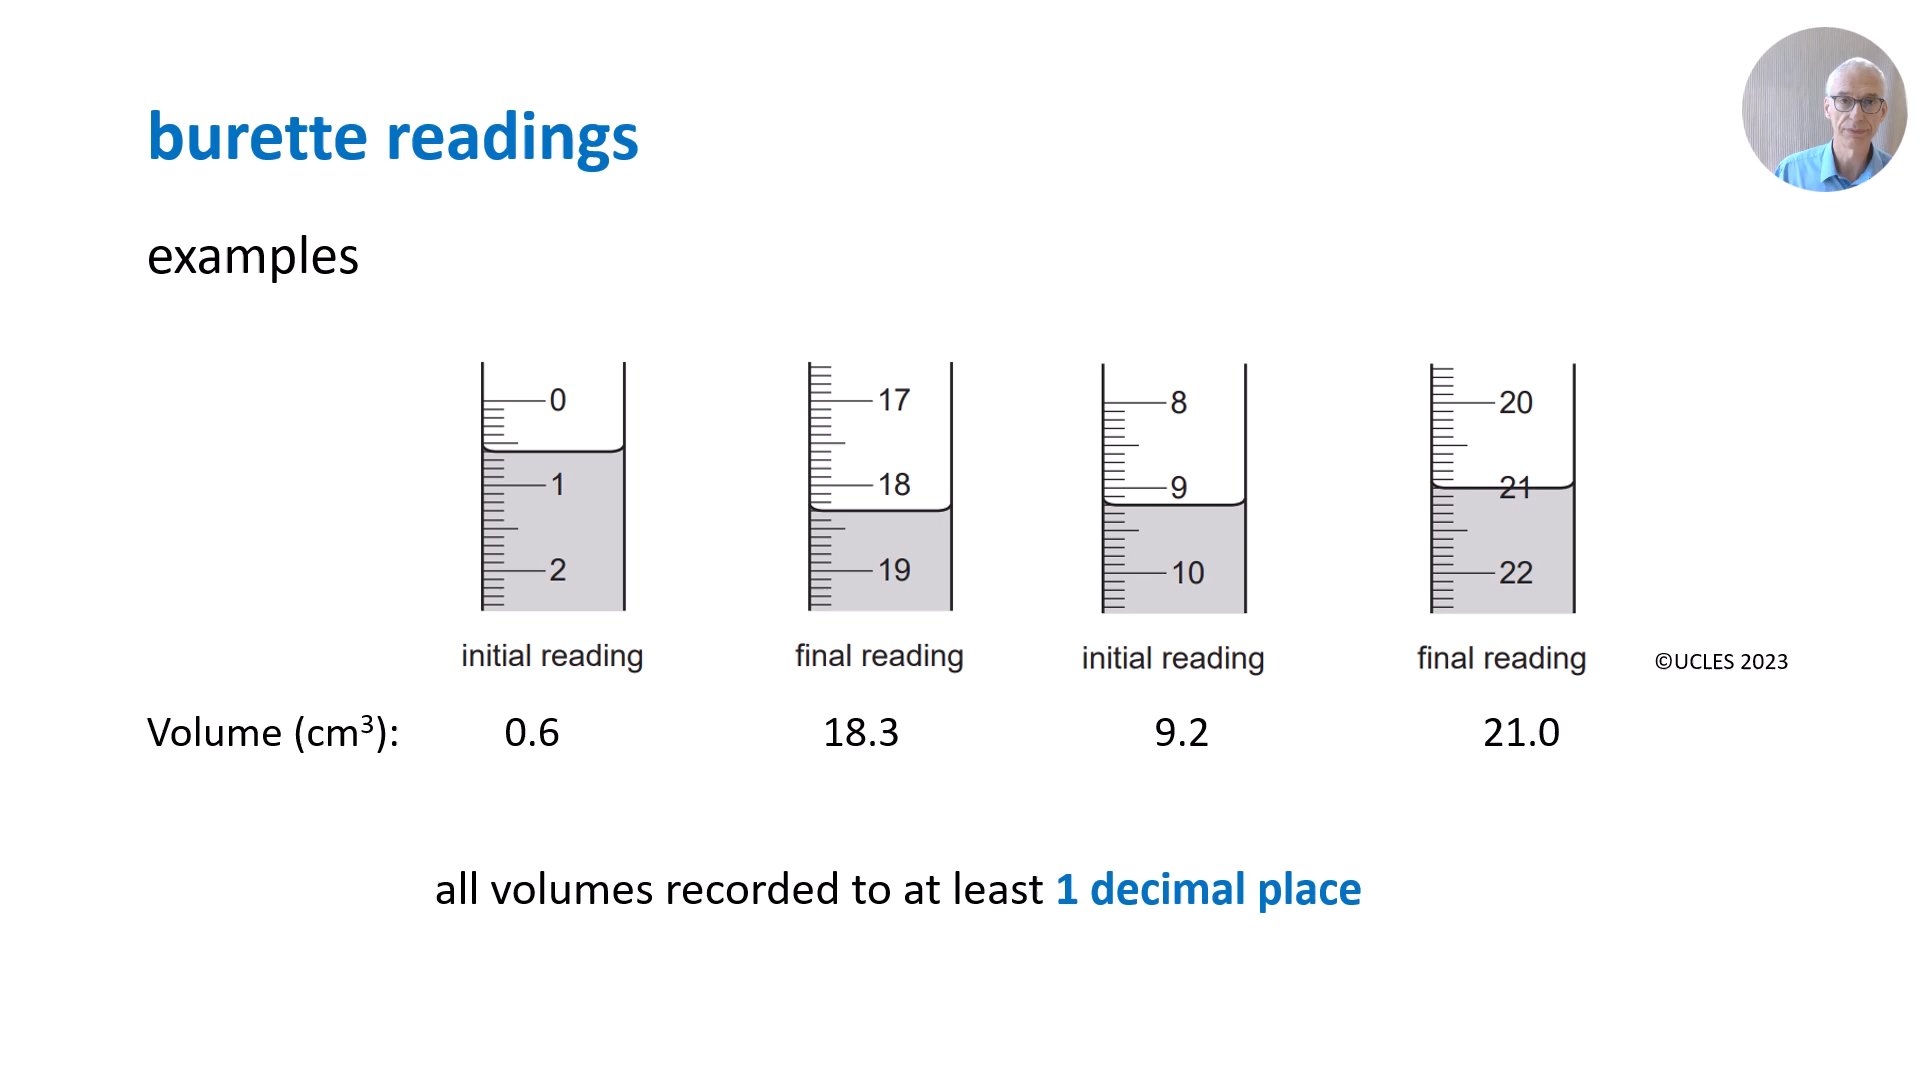 burette readings
examples
0
1
2
17
18
19
8
9
10
20
21
22
initial reading
final reading
initial reading
final reading
©UCLES 2023
Volume (cm³): 0.6 18.3 9.2 21.0
all volumes recorded to at least 1 decimal place